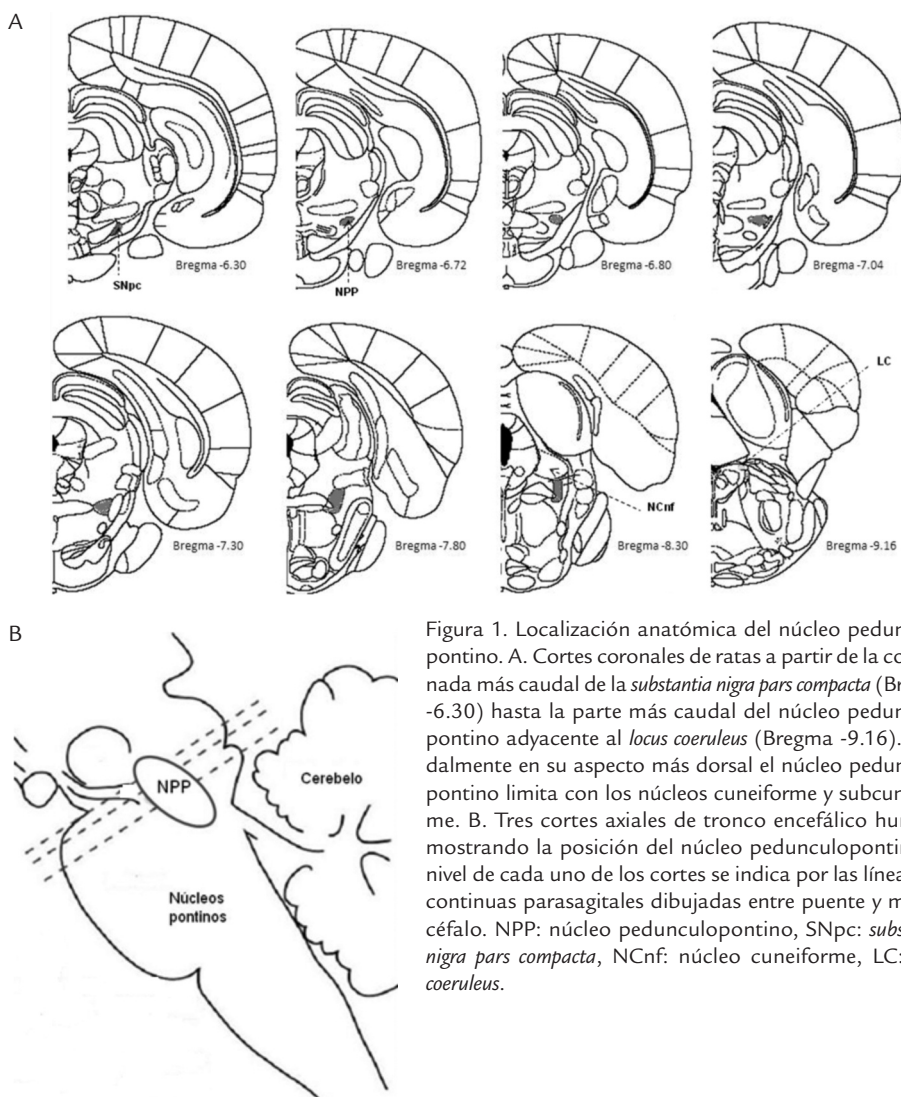 A
Bregma -6.30
SNpc
Bregma -6.72
NPP
Bregma -6.80
Bregma -7.04
Bregma -7.30
Bregma -7.80
NCnf
Bregma -8.30
LC
Bregma -9.16
B
NPP
Cerebelo
Núcleos
pontinos
Figura 1. Localización anatómica del núcleo pedun
pontino. A. Cortes coronales de ratas a partir de la co
nada más caudal de la substantia nigra pars compacta (Br
-6.30) hasta la parte más caudal del núcleo pedun
pontino adyacente al locus coeruleus (Bregma -9.16).
dalmente en su aspecto más dorsal el núcleo pedun
pontino limita con los núcleos cuneiforme y subcun
me. B. Tres cortes axiales de tronco encefálico hu
mostrando la posición del núcleo pedunculopontin
nivel de cada uno de los cortes se indica por las línea
continuas parasagitales dibujadas entre puente y m
céfalo. NPP: núcleo pedunculopontino, SNpc: subs
nigra pars compacta, NCnf: núcleo cuneiforme, LC:
coeruleus.